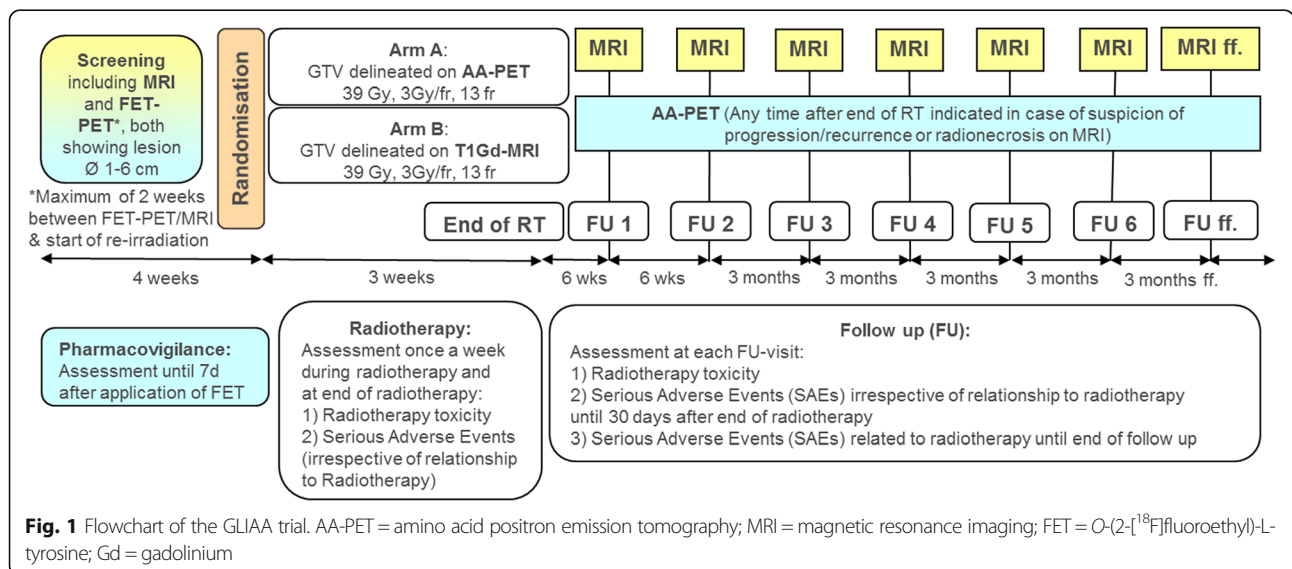 Screening
including MRI
and FET-
PET*, both
showing lesion
Ø 1-6 cm
*Maximum of 2 weeks
between FET-PET/MRI
& start of re-irradiation
Randomisation
Arm A:
GTV delineated on AA-PET
39 Gy, 3Gy/fr, 13 fr
Arm B:
GTV delineated on T1Gd-MRI
39 Gy, 3Gy/fr, 13 fr
MRI MRI MRI MRI MRI MRI MRI ff.
AA-PET (Any time after end of RT indicated in case of suspicion of
progression/recurrence or radionecrosis on MRI)
End of RT FU 1 FU 2 FU 3 FU 4 FU 5 FU 6 FU ff.
4 weeks 3 weeks 6 wks 6 wks 3 months 3 months 3 months 3 months 3 months ff.
Pharmacovigilance:
Assessment until 7d
after application of FET
Radiotherapy:
Assessment once a week
during radiotherapy and
at end of radiotherapy:
1) Radiotherapy toxicity
2) Serious Adverse Events
(irrespective of relationship
to Radiotherapy)
Follow up (FU):
Assessment at each FU-visit:
1) Radiotherapy toxicity
2) Serious Adverse Events (SAEs) irrespective of relationship to radiotherapy
until 30 days after end of radiotherapy
3) Serious Adverse Events (SAEs) related to radiotherapy until end of follow up
Fig. 1 Flowchart of the GLIAA trial. AA-PET = amino acid positron emission tomography; MRI = magnetic resonance imaging; FET = O-(2-[18F]fluoroethyl)-L-
tyrosine; Gd = gadolinium